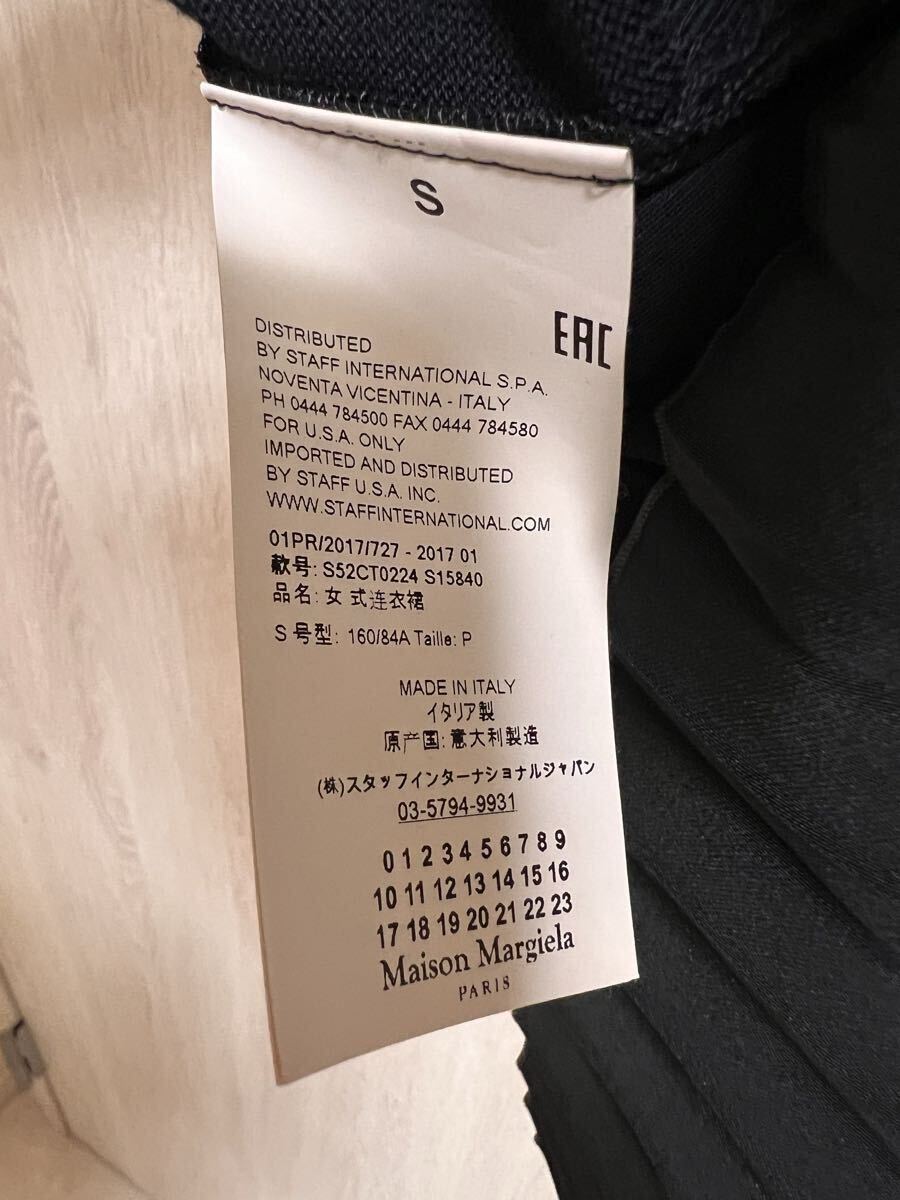 S
EAC
DISTRIBUTED
BY STAFF INTERNATIONAL S.P.A.
NOVENTA VICENTINA - ITALY
PH 0444 784500 FAX 0444 784580
FOR U.S.A. ONLY
IMPORTED AND DISTRIBUTED
BY STAFF U.S.A. INC.
WWW.STAFFINTERNATIONAL.COM
01PR/2017/727 - 2017 01
款号: S52CT0224 S15840
品名: 女 式连衣裙
S 号型: 160/84A Taille: P
MADE IN ITALY
イタリア製
原产国: 意大利製造
(株)スタッフインターナショナルジャパン
03-5794-9931
0 1 2 3 4 5 6 7 8 9
10 11 12 13 14 15 16
17 18 19 20 21 22 23
Maison Margiela
PARIS